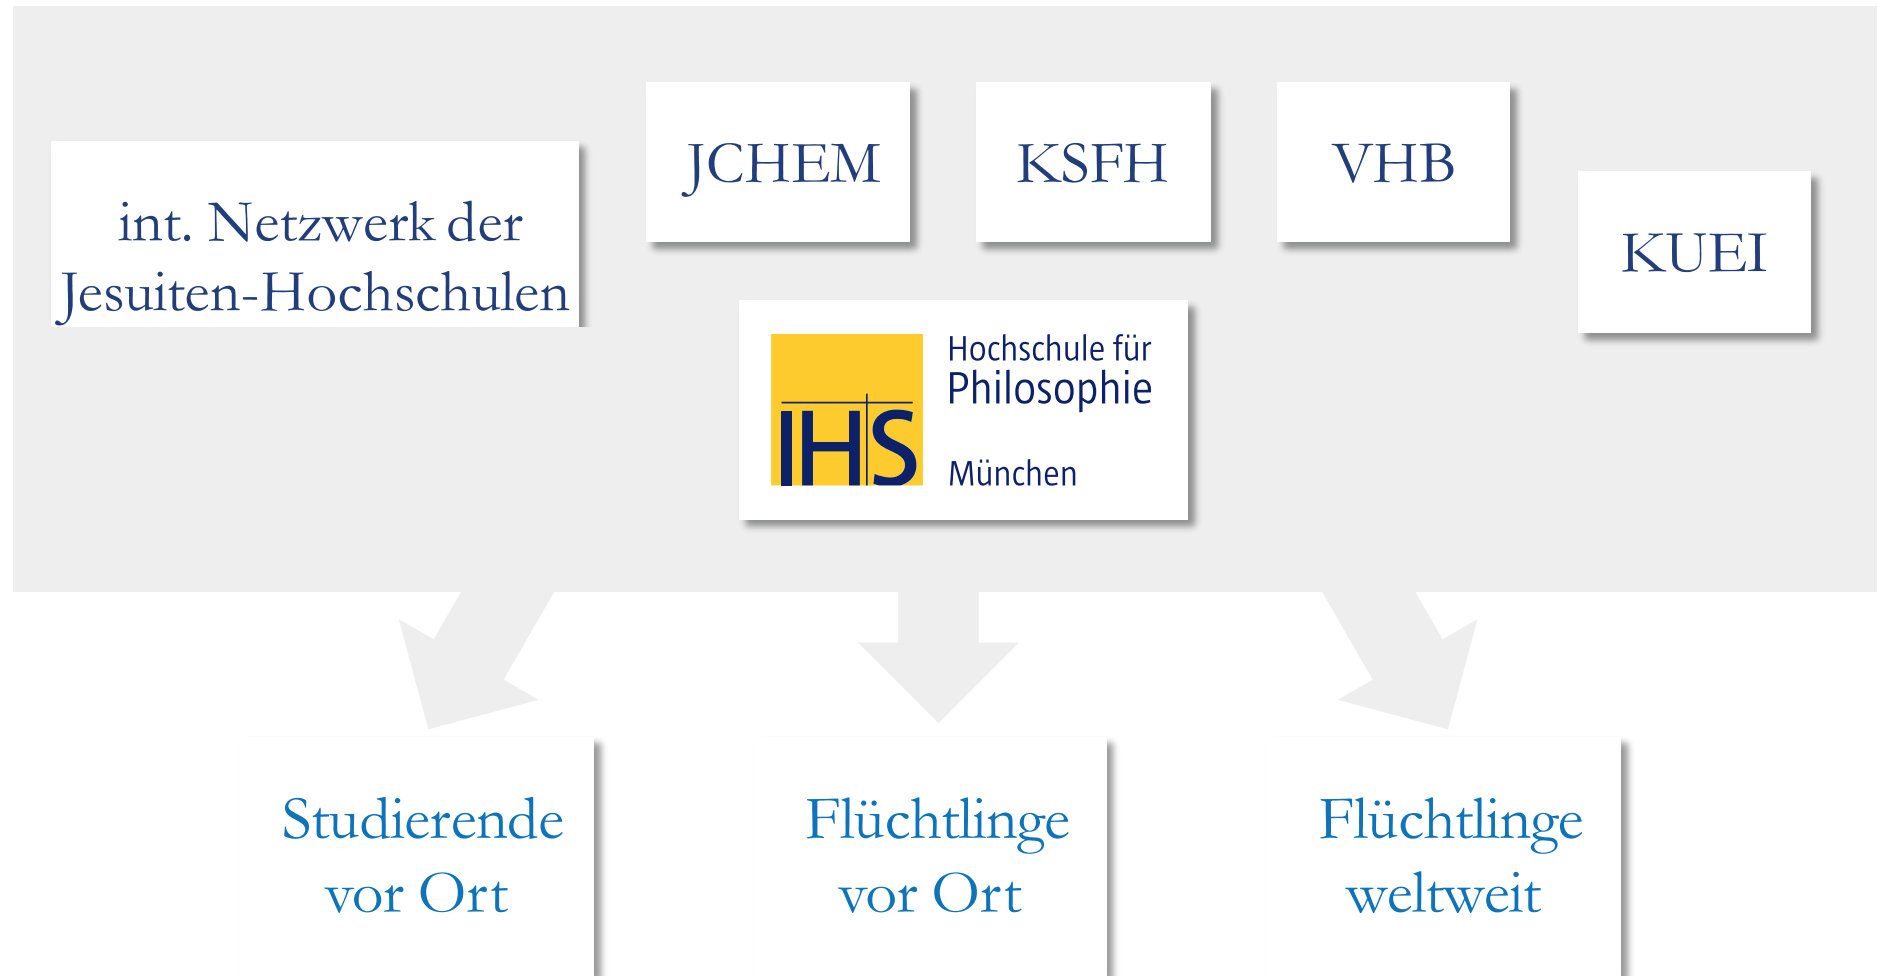 int. Netzwerk der
Jesuiten-Hochschulen
JCHEM
KSFH
VHB
KUEI
IHS
Hochschule für
Philosophie
München
Studierende
vor Ort
Flüchtlinge
vor Ort
Flüchtlinge
weltweit